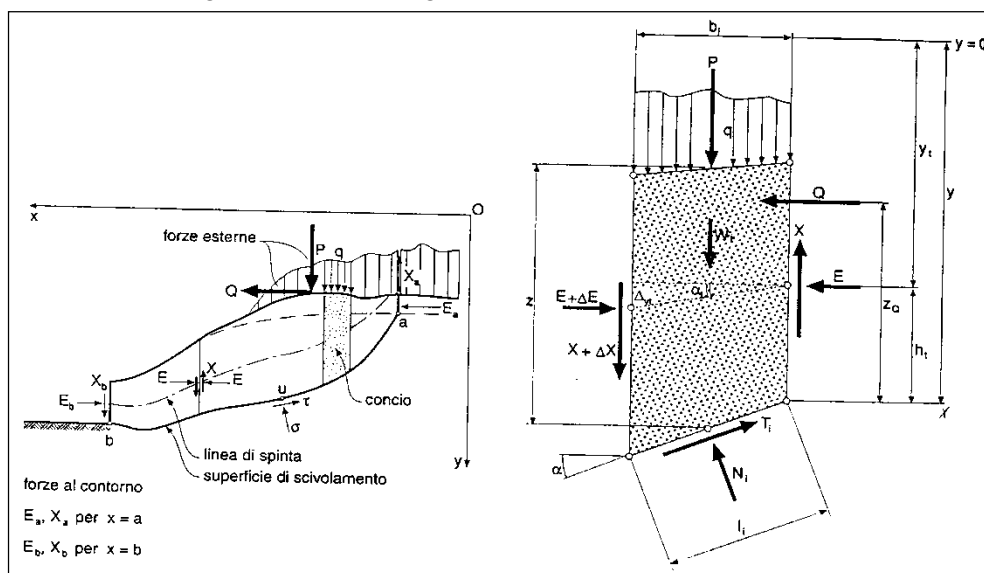 x
O
forze esterne
P
q
Q
X_a
E_a
a
X_b
E_b
E
X
E
u
τ
σ
concio
b
y
linea di spinta
superficie di scivolamento
forze al contorno
E_a, X_a per x = a
E_b, X_b per x = b
b_i
y = 0
P
q
y_t
y
Q
X
z
E+ΔE
E
z_Q
X + ΔX
h_t
T_i
α
N_i
l_i